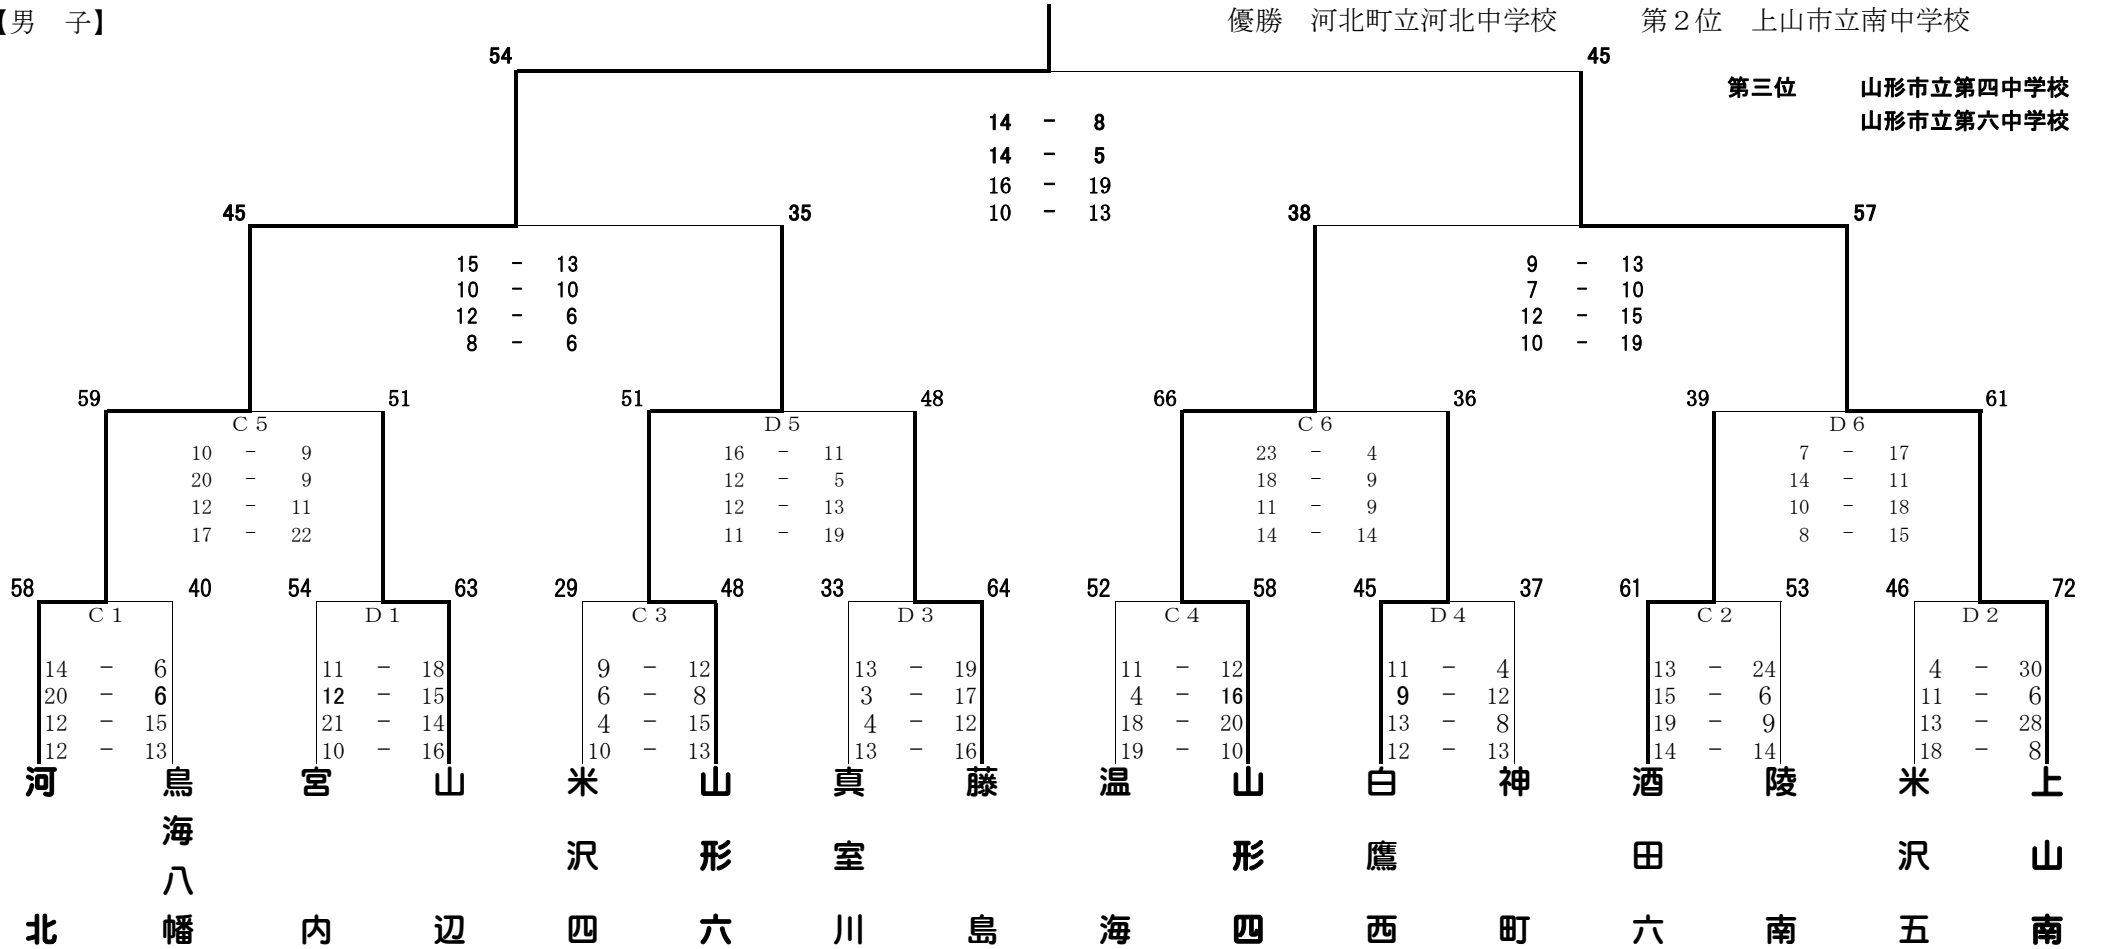 【男　子】
優勝　河北町立河北中学校　　　第２位　上山市立南中学校
54 45
第三位　山形市立第四中学校
山形市立第六中学校
14 - 8
14 - 5
16 - 19
10 - 13
45 35 38 57
15 - 13 9 - 13
10 - 10 7 - 10
12 - 6 12 - 15
8 - 6 10 - 19
59 51 51 48 66 36 39 61
Ｃ５ Ｄ５ Ｃ６ Ｄ６
10 - 9 16 - 11 23 - 4 7 - 17
20 - 9 12 - 5 18 - 9 14 - 11
12 - 11 12 - 13 11 - 9 10 - 18
17 - 22 11 - 19 14 - 14 8 - 15
58 40 54 63 29 48 33 64 52 58 45 37 61 53 46 72
Ｃ１ Ｄ１ Ｃ３ Ｄ３ Ｃ４ Ｄ４ Ｃ２ Ｄ２
14 - 6 11 - 18 9 - 12 13 - 19 11 - 12 11 - 4 13 - 24 4 - 30
20 - 6 12 - 15 6 - 8 3 - 17 4 - 16 9 - 12 15 - 6 11 - 6
12 - 15 21 - 14 4 - 15 4 - 12 18 - 20 13 - 8 19 - 9 13 - 28
12 - 13 10 - 16 10 - 13 13 - 16 19 - 10 12 - 13 14 - 14 18 - 8
河北
鳥海八幡
宮内
山辺
米沢四
山形六
真室川
藤島
温海
山形四
白鷹西
神町
酒田六
陵南
米沢五
上山南